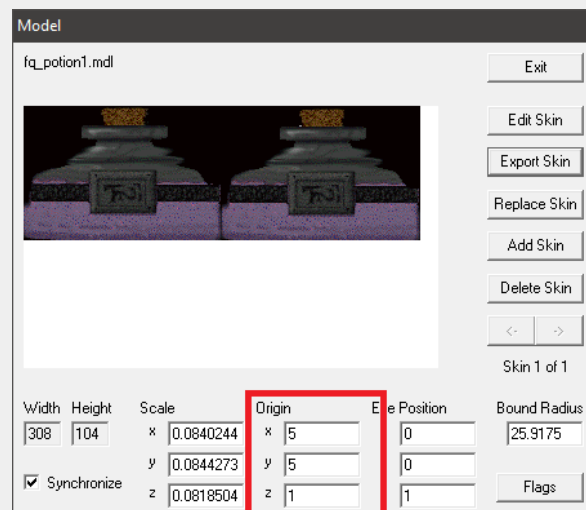 Model
fq_potion1.mdl
Exit
Edit Skin
Export Skin
Replace Skin
Add Skin
Delete Skin
<- ->
Skin 1 of 1
Width Height Scale Origin Position Bound Radius
308 104 x 0.0840244 x 5 0 25.9175
y 0.0844273 y 5 0
Synchronize z 0.0818504 z 1 1 Flags